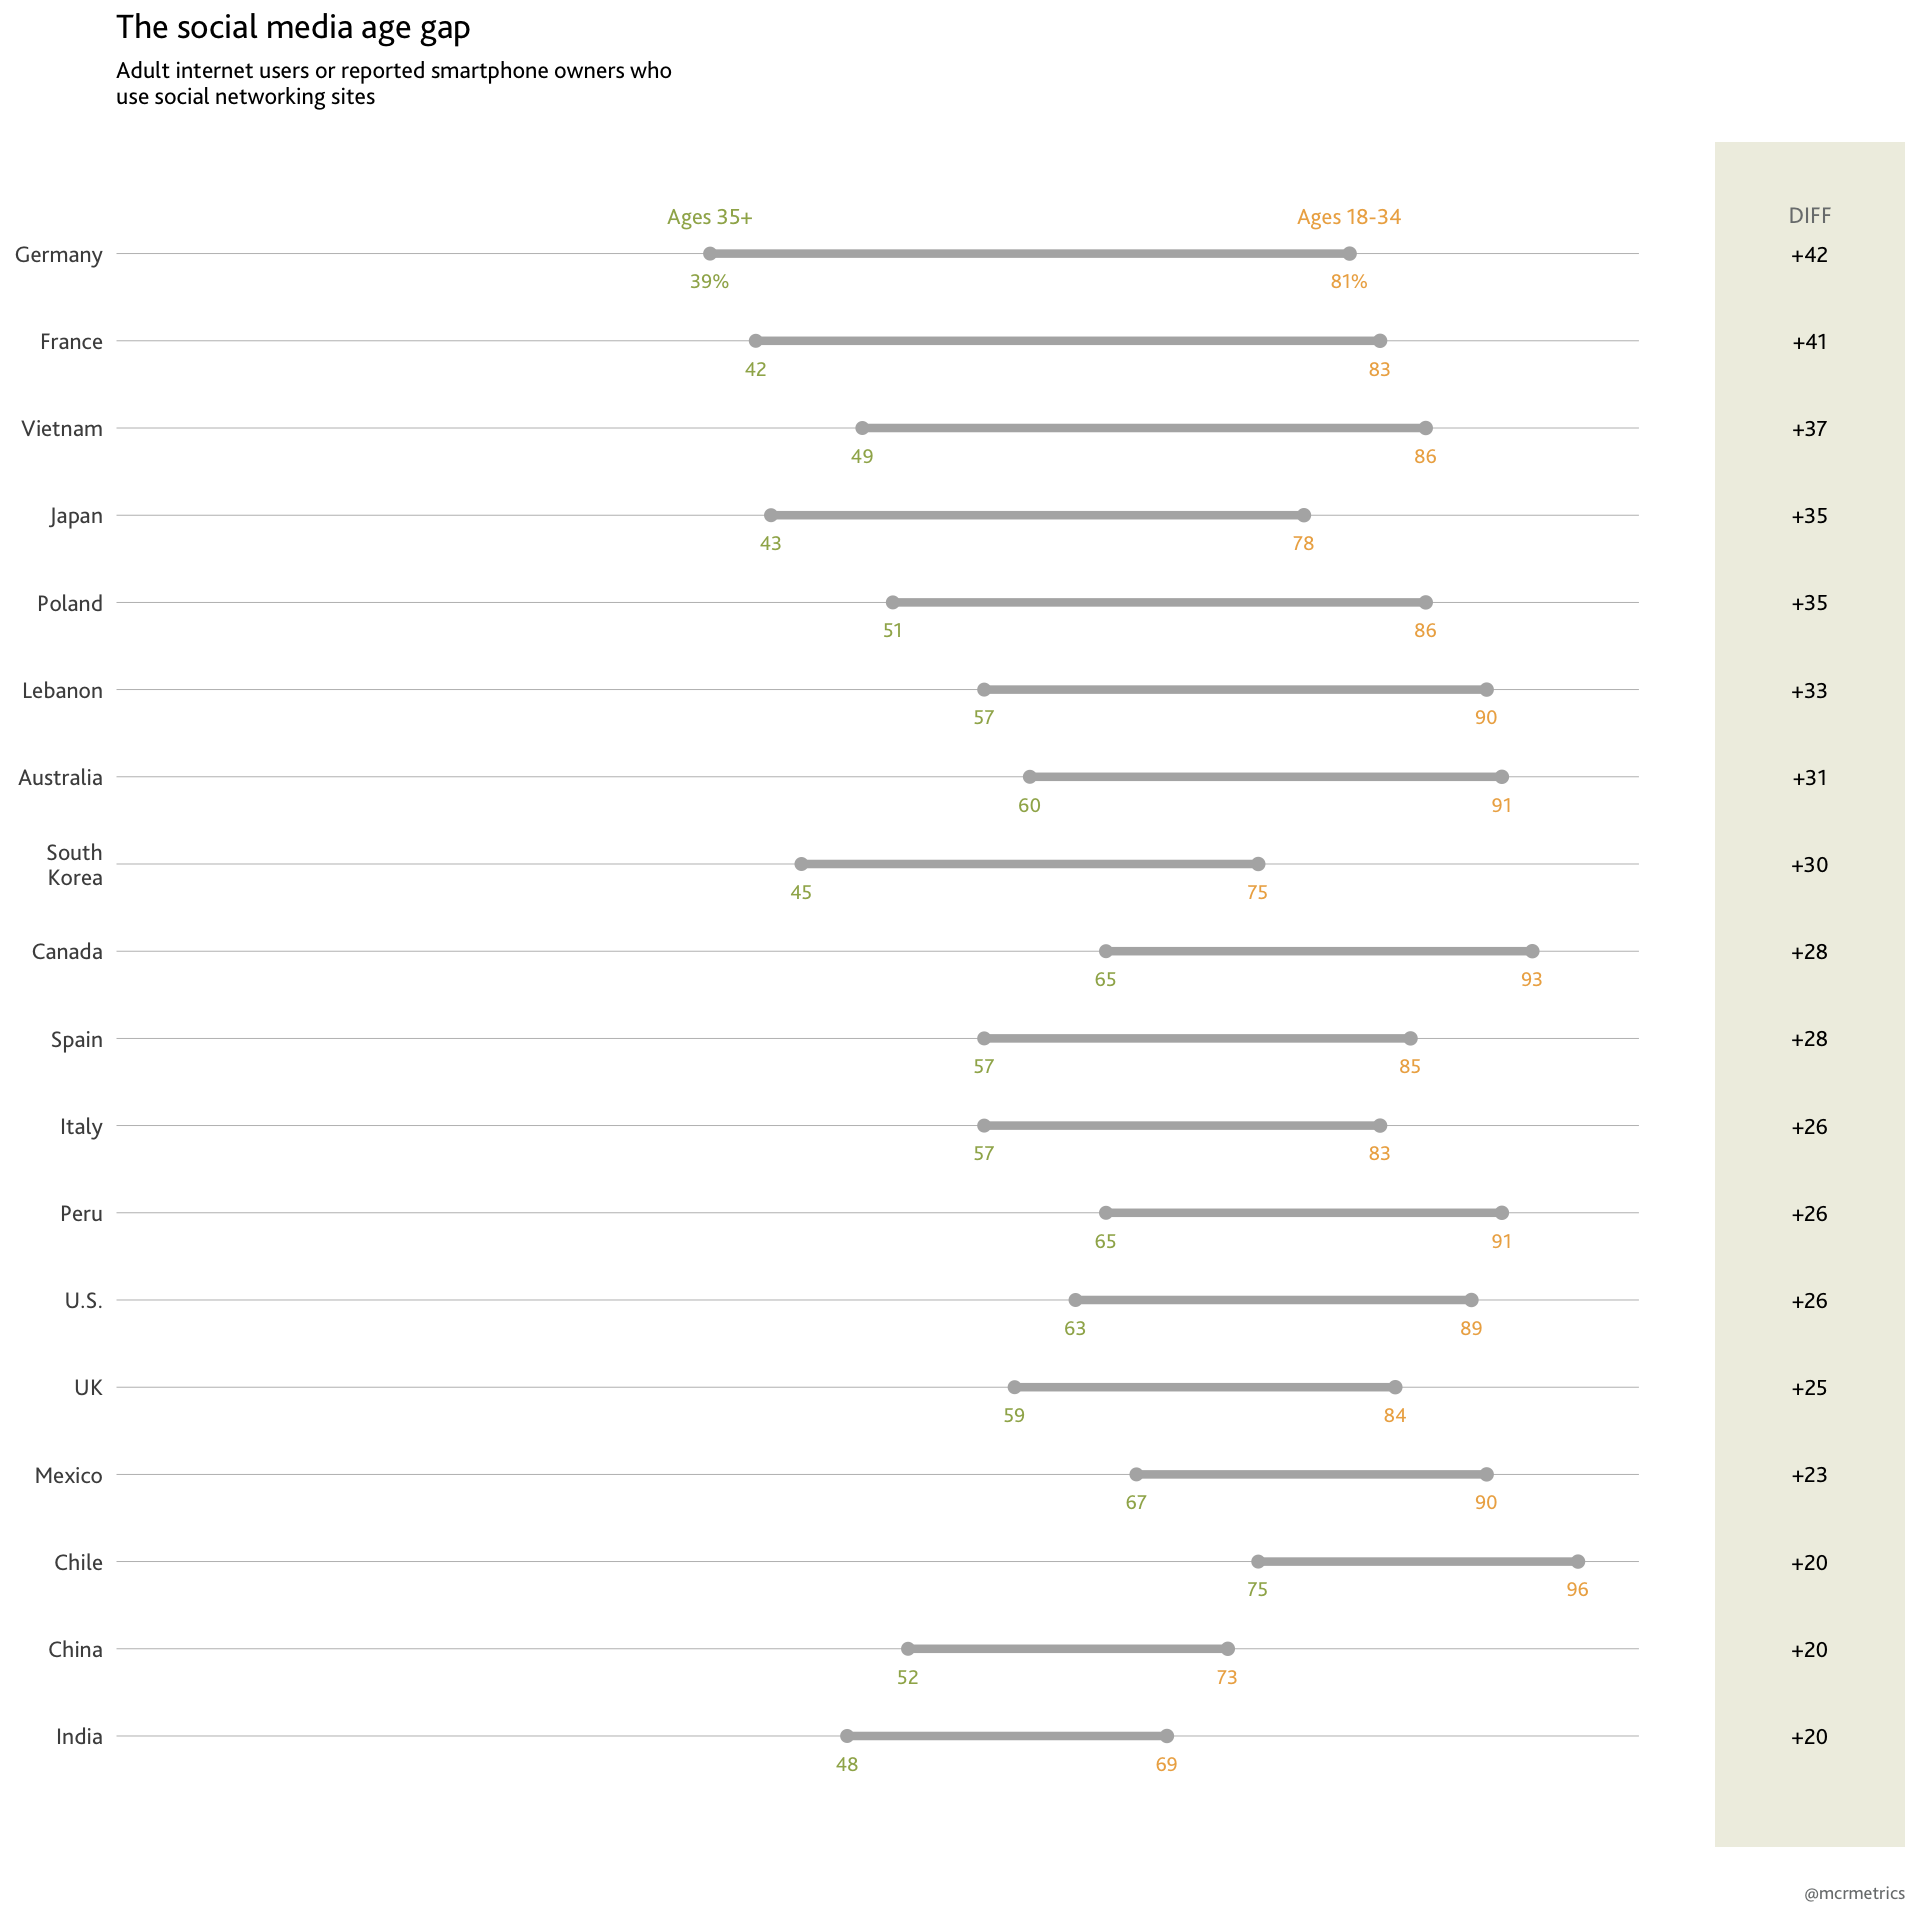 The social media age gap
Adult internet users or reported smartphone owners who
use social networking sites
Ages 35+ Ages 18-34 DIFF
Germany +42
39% 81%
France +41
42 83
Vietnam +37
49 86
Japan +35
43 78
Poland +35
51 86
Lebanon +33
57 90
Australia +31
60 91
South
Korea +30
45 75
Canada +28
65 93
Spain +28
57 85
Italy +26
57 83
Peru +26
65 91
U.S. +26
63 89
UK +25
59 84
Mexico +23
67 90
Chile +20
75 96
China +20
52 73
India +20
48 69
@mcrmetrics